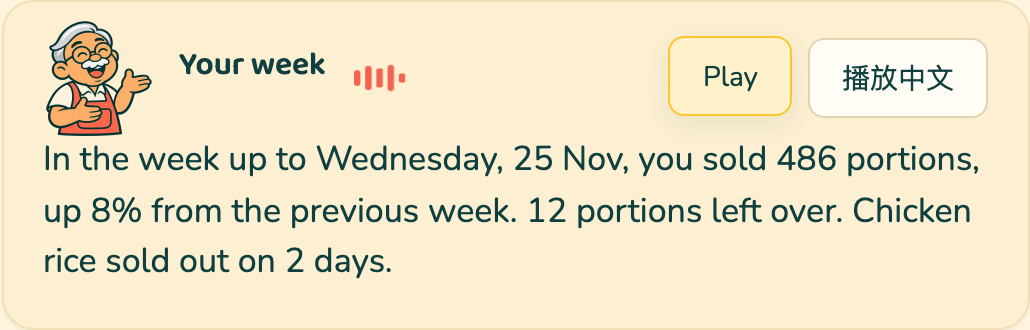 Your week
Play
播放中文
In the week up to Wednesday, 25 Nov, you sold 486 portions,
up 8% from the previous week. 12 portions left over. Chicken
rice sold out on 2 days.